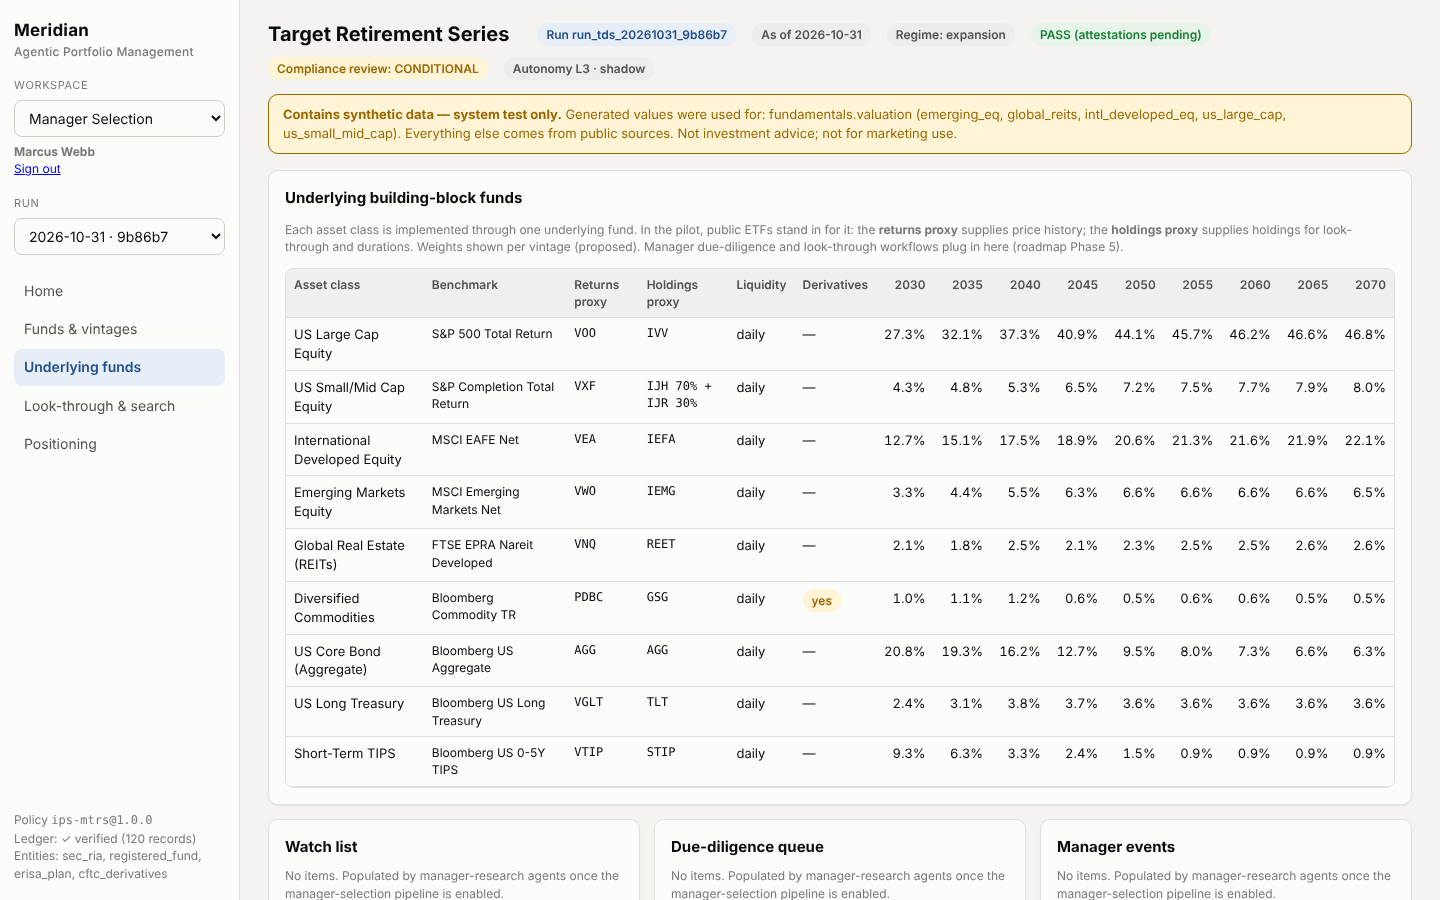 Meridian
Agentic Portfolio Management
WORKSPACE
Manager Selection
Marcus Webb
Sign out
RUN
2026-10-31 · 9b86b7
Home
Funds & vintages
Underlying funds
Look-through & search
Positioning
Policy ips-mtrs@1.0.0
Ledger: ✓ verified (120 records)
Entities: sec_ria, registered_fund,
erisa_plan, cftc_derivatives
Target Retirement Series
Run run_tds_20261031_9b86b7
As of 2026-10-31
Regime: expansion
PASS (attestations pending)
Compliance review: CONDITIONAL
Autonomy L3 · shadow
Contains synthetic data — system test only. Generated values were used for: fundamentals.valuation (emerging_eq, global_reits, intl_developed_eq, us_large_cap,
us_small_mid_cap). Everything else comes from public sources. Not investment advice; not for marketing use.
Underlying building-block funds
Each asset class is implemented through one underlying fund. In the pilot, public ETFs stand in for it: the returns proxy supplies price history; the holdings proxy supplies holdings for look-
through and durations. Weights shown per vintage (proposed). Manager due-diligence and look-through workflows plug in here (roadmap Phase 5).
Asset class Benchmark Returns proxy Holdings proxy Liquidity Derivatives 2030 2035 2040 2045 2050 2055 2060 2065 2070
US Large Cap Equity S&P 500 Total Return VOO IVV daily — 27.3% 32.1% 37.3% 40.9% 44.1% 45.7% 46.2% 46.6% 46.8%
US Small/Mid Cap Equity S&P Completion Total Return VXF IJH 70% + IJR 30% daily — 4.3% 4.8% 5.3% 6.5% 7.2% 7.5% 7.7% 7.9% 8.0%
International Developed Equity MSCI EAFE Net VEA IEFA daily — 12.7% 15.1% 17.5% 18.9% 20.6% 21.3% 21.6% 21.9% 22.1%
Emerging Markets Equity MSCI Emerging Markets Net VWO IEMG daily — 3.3% 4.4% 5.5% 6.3% 6.6% 6.6% 6.6% 6.6% 6.5%
Global Real Estate (REITs) FTSE EPRA Nareit Developed VNQ REET daily — 2.1% 1.8% 2.5% 2.1% 2.3% 2.5% 2.5% 2.6% 2.6%
Diversified Commodities Bloomberg Commodity TR PDBC GSG daily yes 1.0% 1.1% 1.2% 0.6% 0.5% 0.6% 0.6% 0.5% 0.5%
US Core Bond (Aggregate) Bloomberg US Aggregate AGG AGG daily — 20.8% 19.3% 16.2% 12.7% 9.5% 8.0% 7.3% 6.6% 6.3%
US Long Treasury Bloomberg US Long Treasury VGLT TLT daily — 2.4% 3.1% 3.8% 3.7% 3.6% 3.6% 3.6% 3.6% 3.6%
Short-Term TIPS Bloomberg US 0-5Y TIPS VTIP STIP daily — 9.3% 6.3% 3.3% 2.4% 1.5% 0.9% 0.9% 0.9% 0.9%
Watch list
No items. Populated by manager-research agents once the
manager-selection pipeline is enabled.
Due-diligence queue
No items. Populated by manager-research agents once the
manager-selection pipeline is enabled.
Manager events
No items. Populated by manager-research agents once the
manager-selection pipeline is enabled.